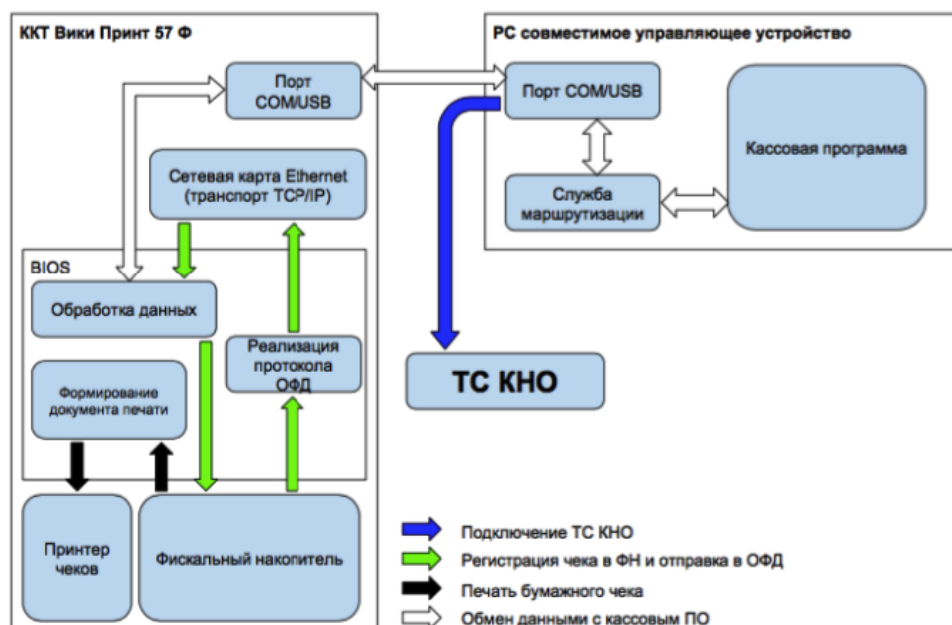 ККТ Вики Принт 57 Ф
Порт
COM/USB
Сетевая карта Ethernet
(транспорт TCP/IP)
BIOS
Обработка данных
Реализация
протокола
ОФД
Формирование
документа печати
Принтер
чеков
Фискальный накопитель
РС совместимое управляющее устройство
Порт COM/USB
Кассовая программа
Служба
маршрутизации
ТС КНО
Подключение ТС КНО
Регистрация чека в ФН и отправка в ОФД
Печать бумажного чека
Обмен данными с кассовым ПО